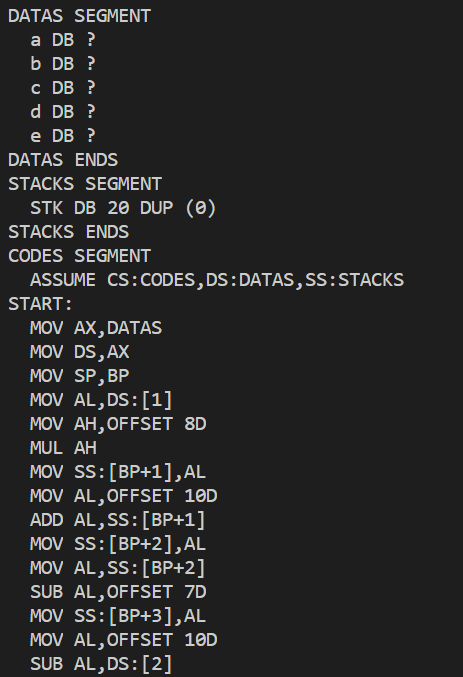 DATAS SEGMENT
a DB ?
b DB ?
c DB ?
d DB ?
e DB ?
DATAS ENDS
STACKS SEGMENT
STK DB 20 DUP (0)
STACKS ENDS
CODES SEGMENT
ASSUME CS:CODES,DS:DATAS,SS:STACKS
START:
MOV AX,DATAS
MOV DS,AX
MOV SP,BP
MOV AL,DS:[1]
MOV AH,OFFSET 8D
MUL AH
MOV SS:[BP+1],AL
MOV AL,OFFSET 10D
ADD AL,SS:[BP+1]
MOV SS:[BP+2],AL
MOV AL,SS:[BP+2]
SUB AL,OFFSET 7D
MOV SS:[BP+3],AL
MOV AL,OFFSET 10D
SUB AL,DS:[2]